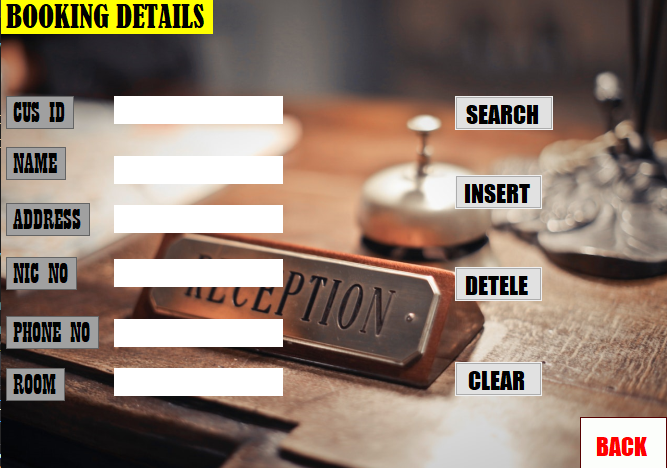 BOOKING DETAILS
CUS ID
SEARCH
NAME
INSERT
ADDRESS
NIC NO
DETELE
RECEPTION
PHONE NO
ROOM
CLEAR
BACK